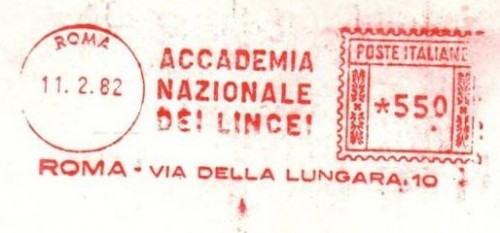 ROMA
11.2.82
ACCADEMIA
NAZIONALE
DEI LINCEI
POSTE ITALIANE
*550
ROMA - VIA DELLA LUNGARA, 10